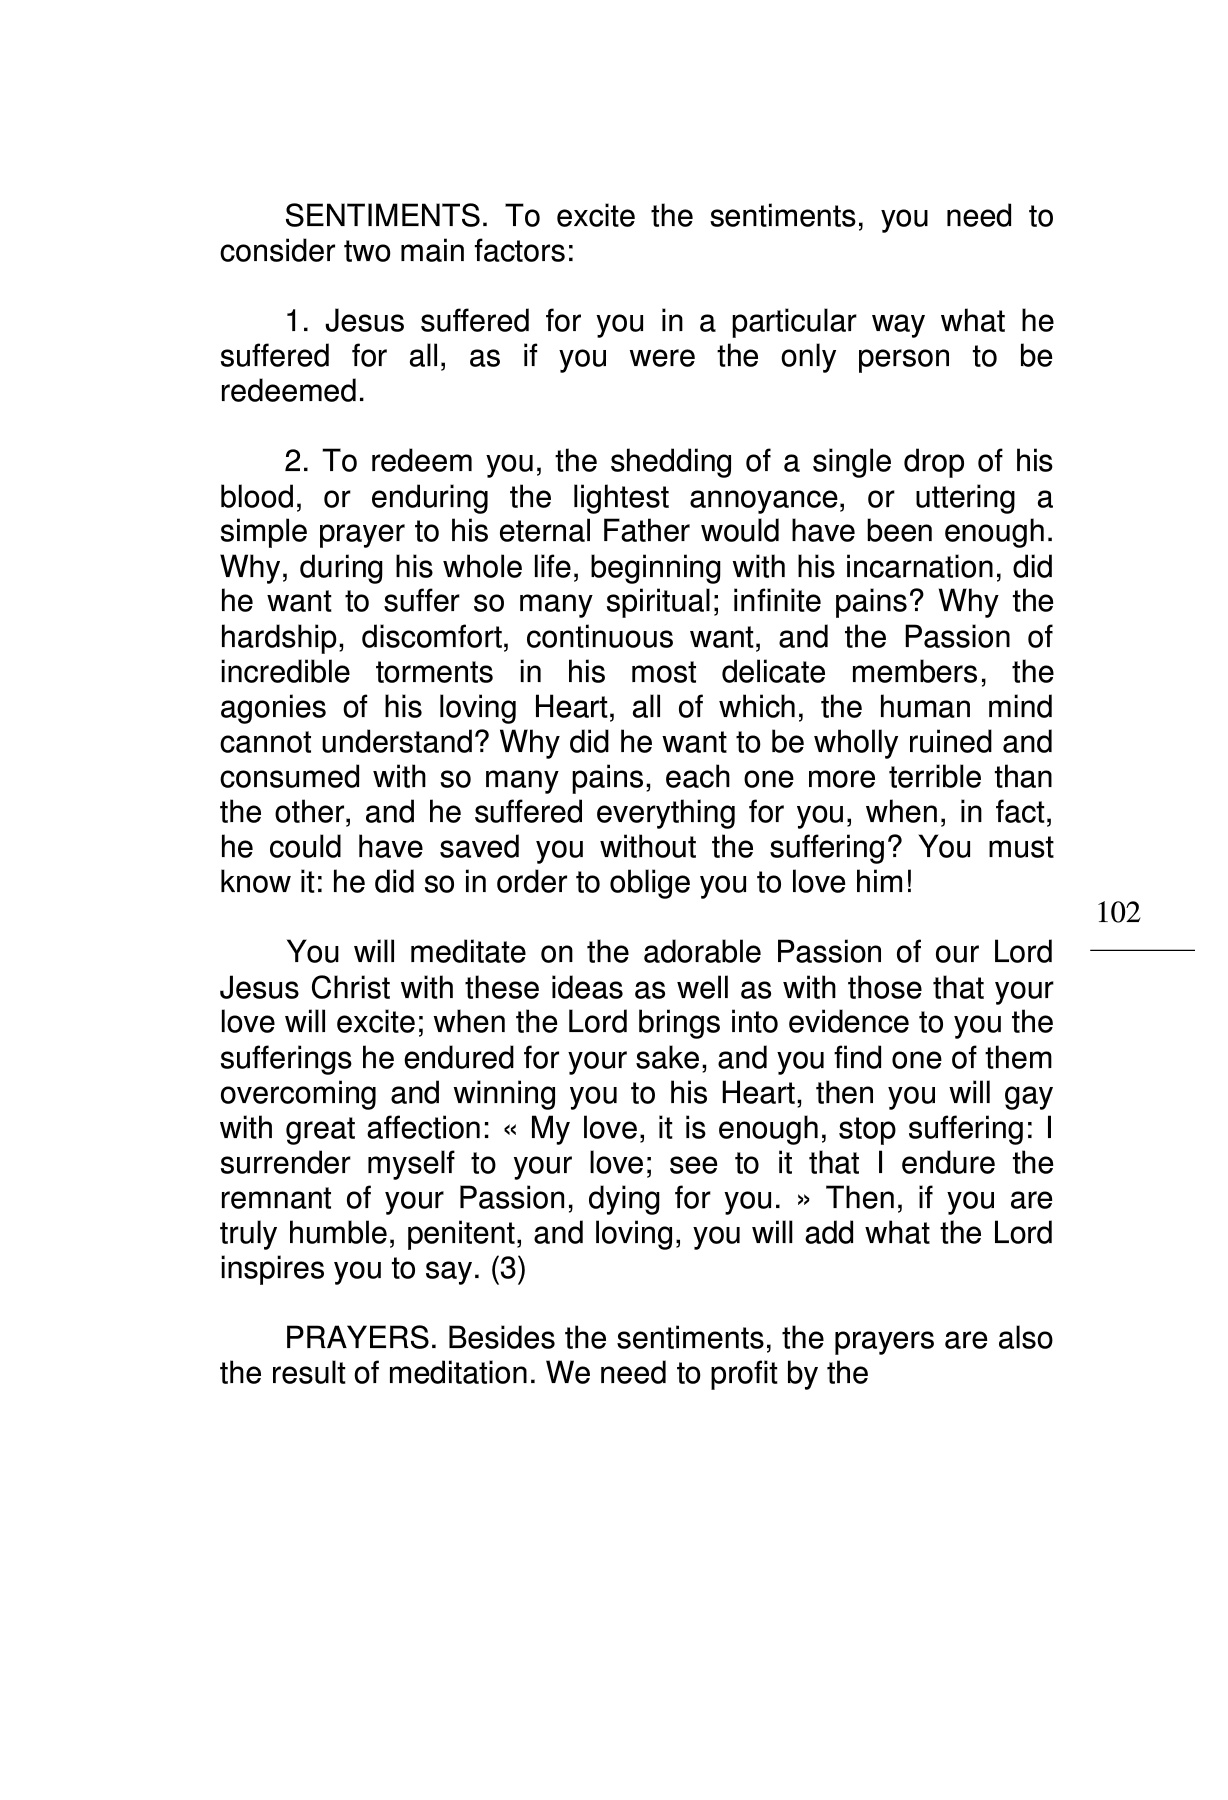 SENTIMENTS. To excite the sentiments, you need to
consider two main factors:
1. Jesus suffered for you in a particular way what he
suffered for all, as if you were the only person to be
redeemed.
2. To redeem you, the shedding of a single drop of his
blood, or enduring the lightest annoyance, or uttering a
simple prayer to his eternal Father would have been enough.
Why, during his whole life, beginning with his incarnation, did
he want to suffer so many spiritual; infinite pains? Why the
hardship, discomfort, continuous want, and the Passion of
incredible torments in his most delicate members, the
agonies of his loving Heart, all of which, the human mind
cannot understand? Why did he want to be wholly ruined and
consumed with so many pains, each one more terrible than
the other, and he suffered everything for you, when, in fact,
he could have saved you without the suffering? You must
know it: he did so in order to oblige you to love him!
102
You will meditate on the adorable Passion of our Lord
Jesus Christ with these ideas as well as with those that your
love will excite; when the Lord brings into evidence to you the
sufferings he endured for your sake, and you find one of them
overcoming and winning you to his Heart, then you will gay
with great affection: « My love, it is enough, stop suffering: I
surrender myself to your love; see to it that I endure the
remnant of your Passion, dying for you. » Then, if you are
truly humble, penitent, and loving, you will add what the Lord
inspires you to say. (3)
PRAYERS. Besides the sentiments, the prayers are also
the result of meditation. We need to profit by the